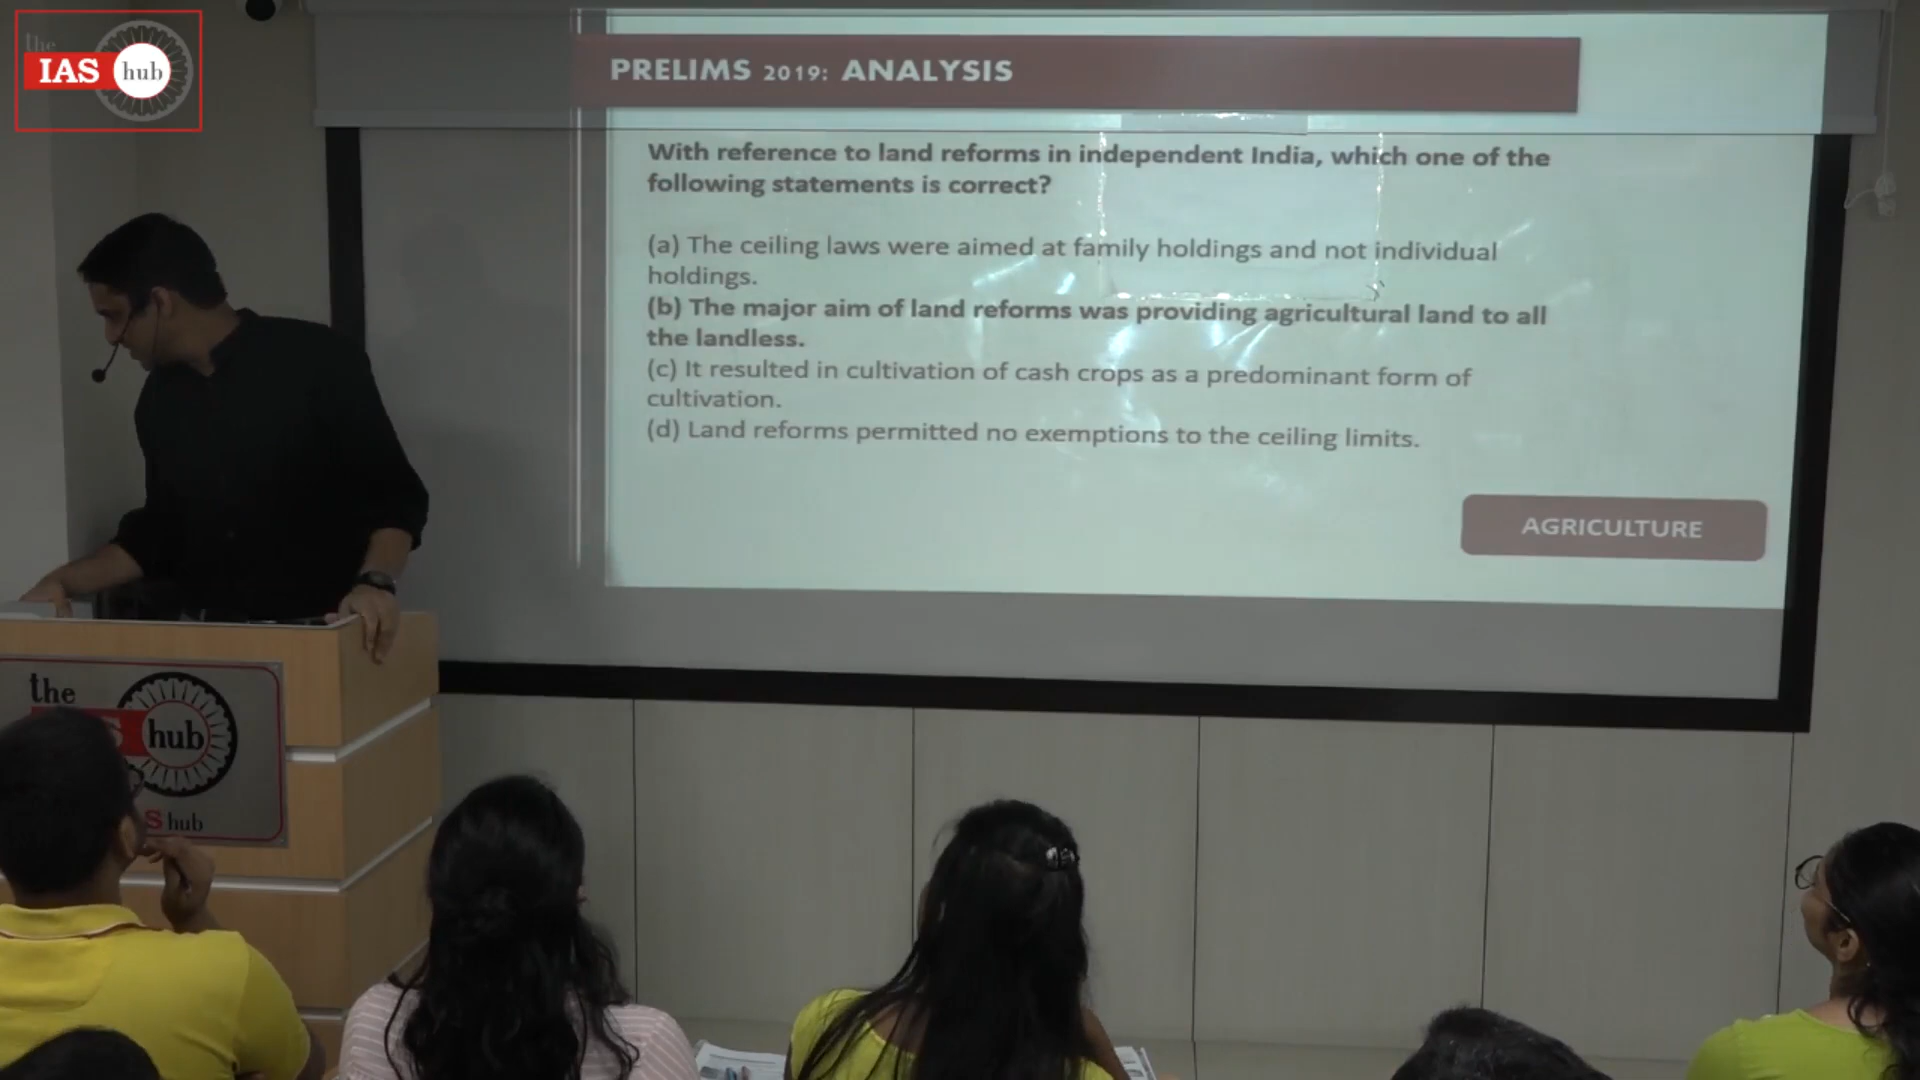 the
IAS hub
PRELIMS 2019: ANALYSIS
With reference to land reforms in independent India, which one of the
following statements is correct?
(a) The ceiling laws were aimed at family holdings and not individual
holdings.
(b) The major aim of land reforms was providing agricultural land to all
the landless.
(c) It resulted in cultivation of cash crops as a predominant form of
cultivation.
(d) Land reforms permitted no exemptions to the ceiling limits.
AGRICULTURE
the
S hub
S hub